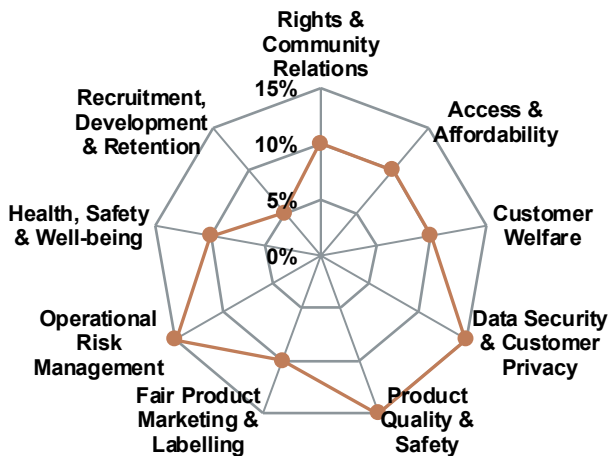 Rights &
Community
Relations
15%
10%
5%
0%
Access &
Affordability
Customer
Welfare
Data Security
& Customer
Privacy
Product
Quality &
Safety
Fair Product
Marketing &
Labelling
Operational
Risk
Management
Health, Safety
& Well-being
Recruitment,
Development
& Retention